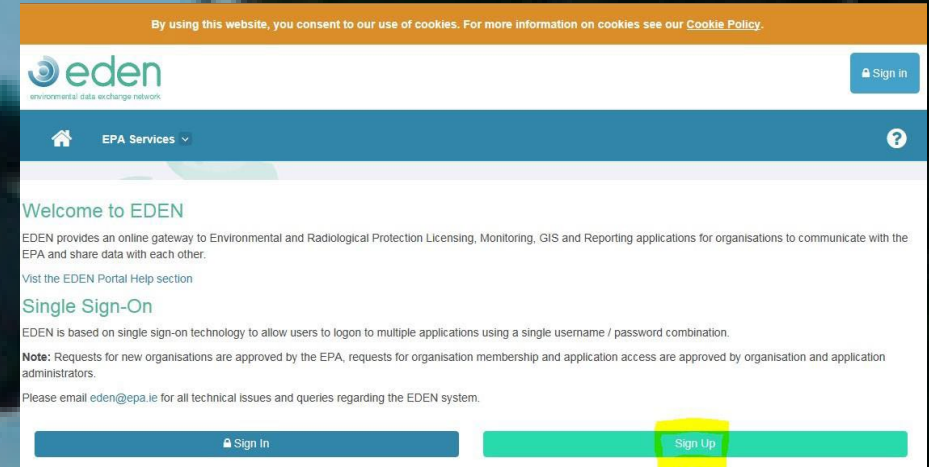 By using this website, you consent to our use of cookies. For more information on cookies see our Cookie Policy.
eden
environmental data exchange network
Sign in
EPA Services
?
Welcome to EDEN
EDEN provides an online gateway to Environmental and Radiological Protection Licensing, Monitoring, GIS and Reporting applications for organisations to communicate with the
EPA and share data with each other.
Vist the EDEN Portal Help section
Single Sign-On
EDEN is based on single sign-on technology to allow users to logon to multiple applications using a single username / password combination.
Note: Requests for new organisations are approved by the EPA, requests for organisation membership and application access are approved by organisation and application
administrators.
Please email eden@epa.ie for all technical issues and queries regarding the EDEN system.
Sign In
Sign Up